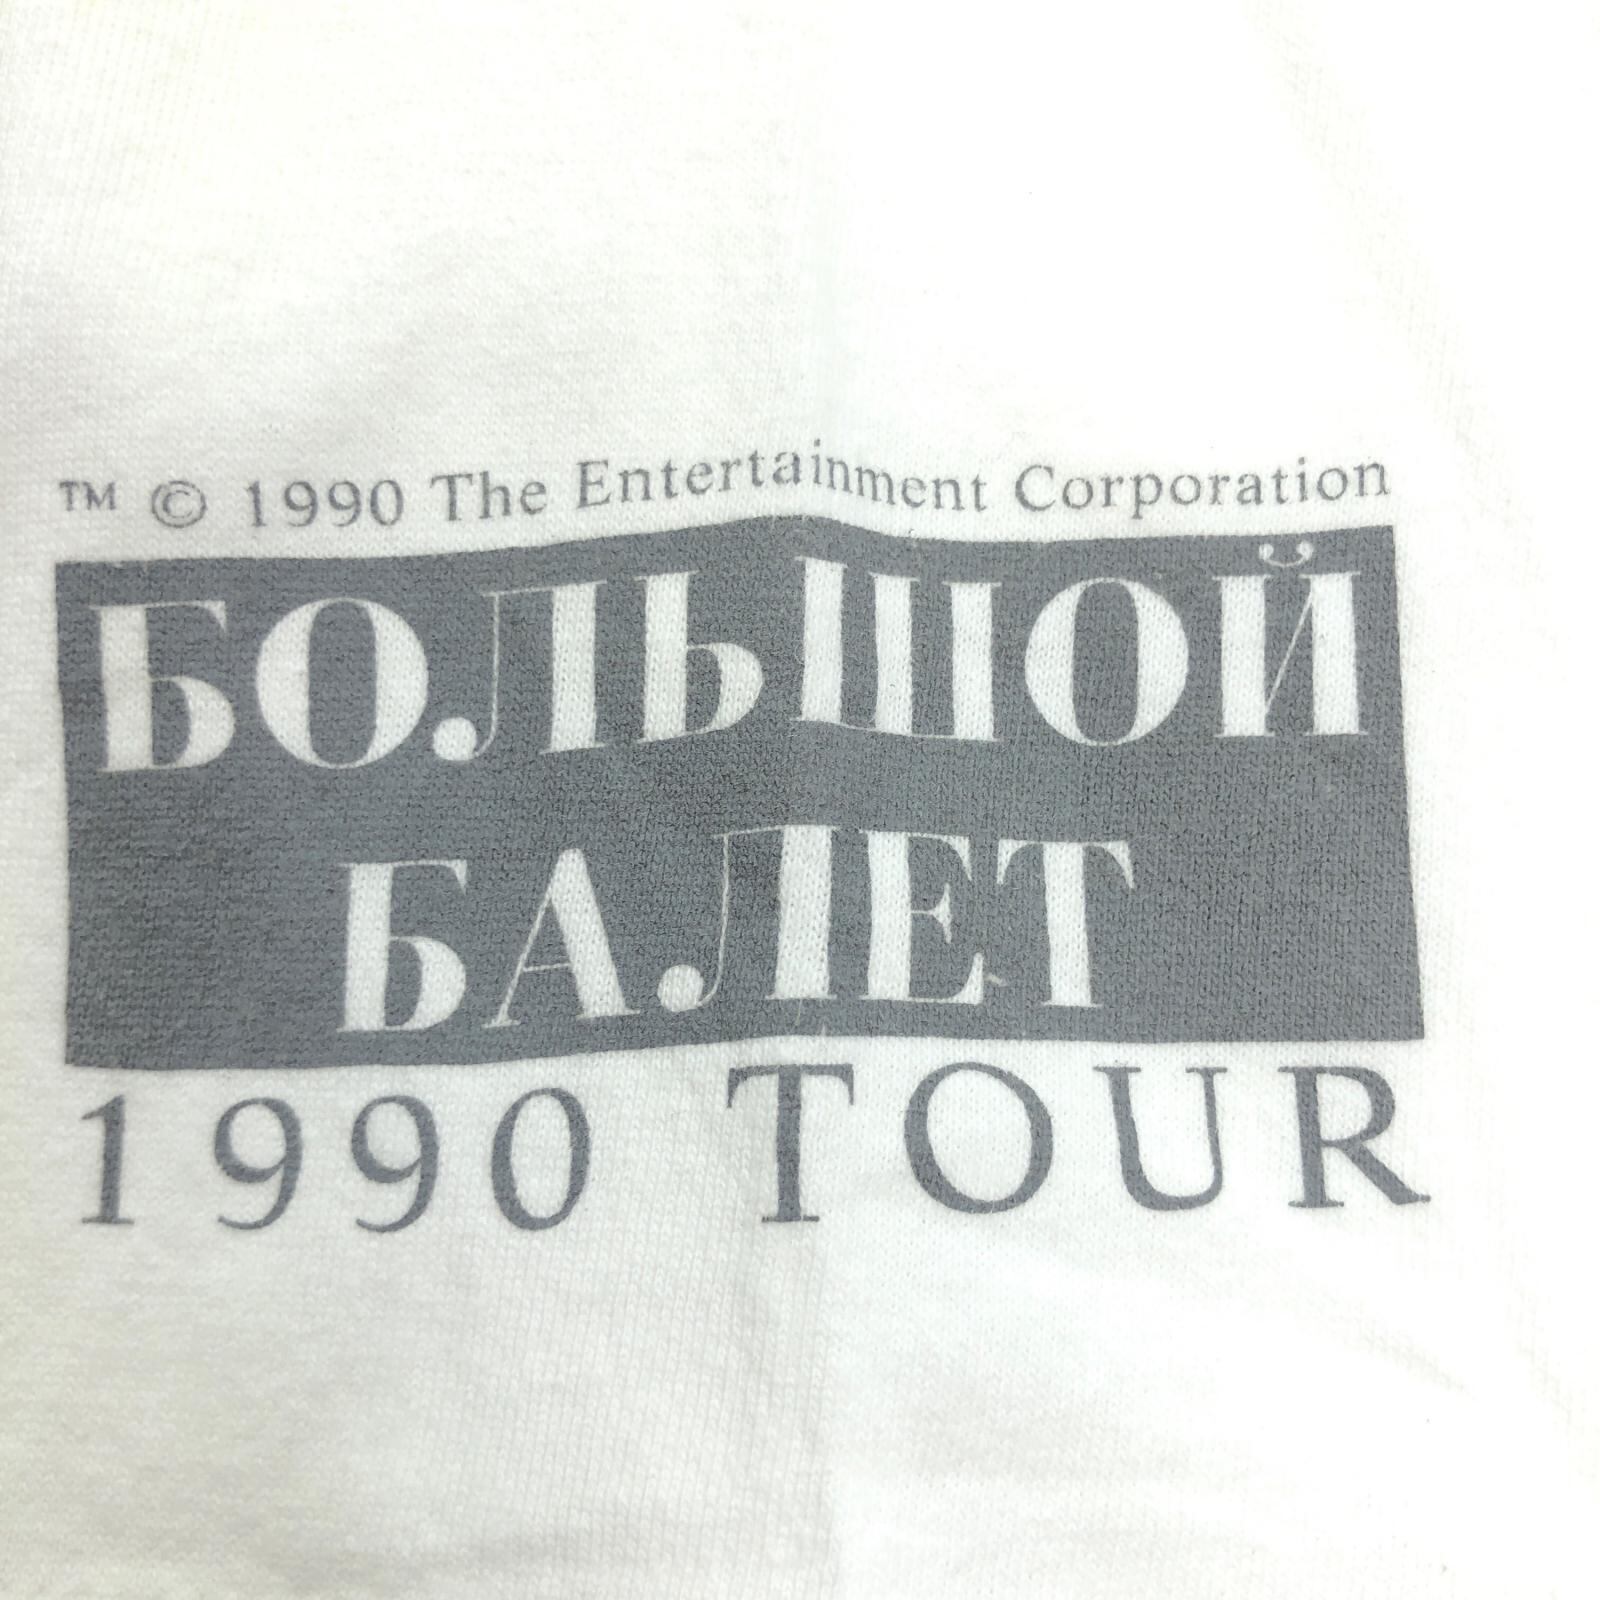 ™ © 1990 The Entertainment Corporation
БОЛЬШОЙ
БАЛЕТ
1990 TOUR